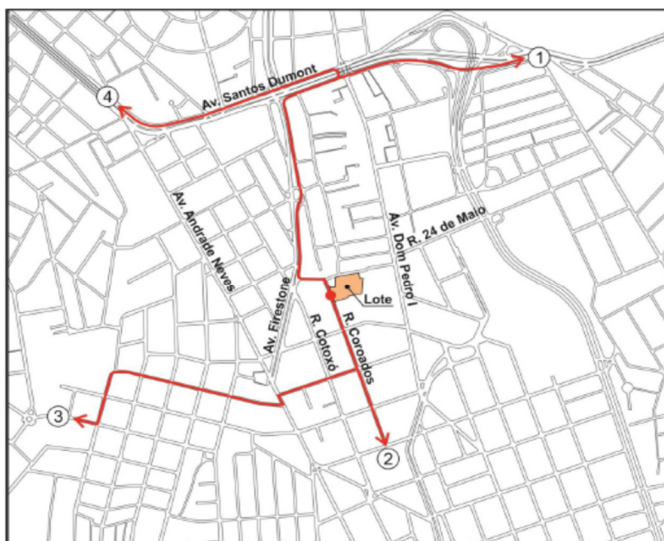 1
Av. Santos Dumont
4
Av. Andrade Neves
Av. Dom Pedro I
R. 24 de Maio
Av. Firestone
Lote
R. Cotoxó
R. Coroados
3
2